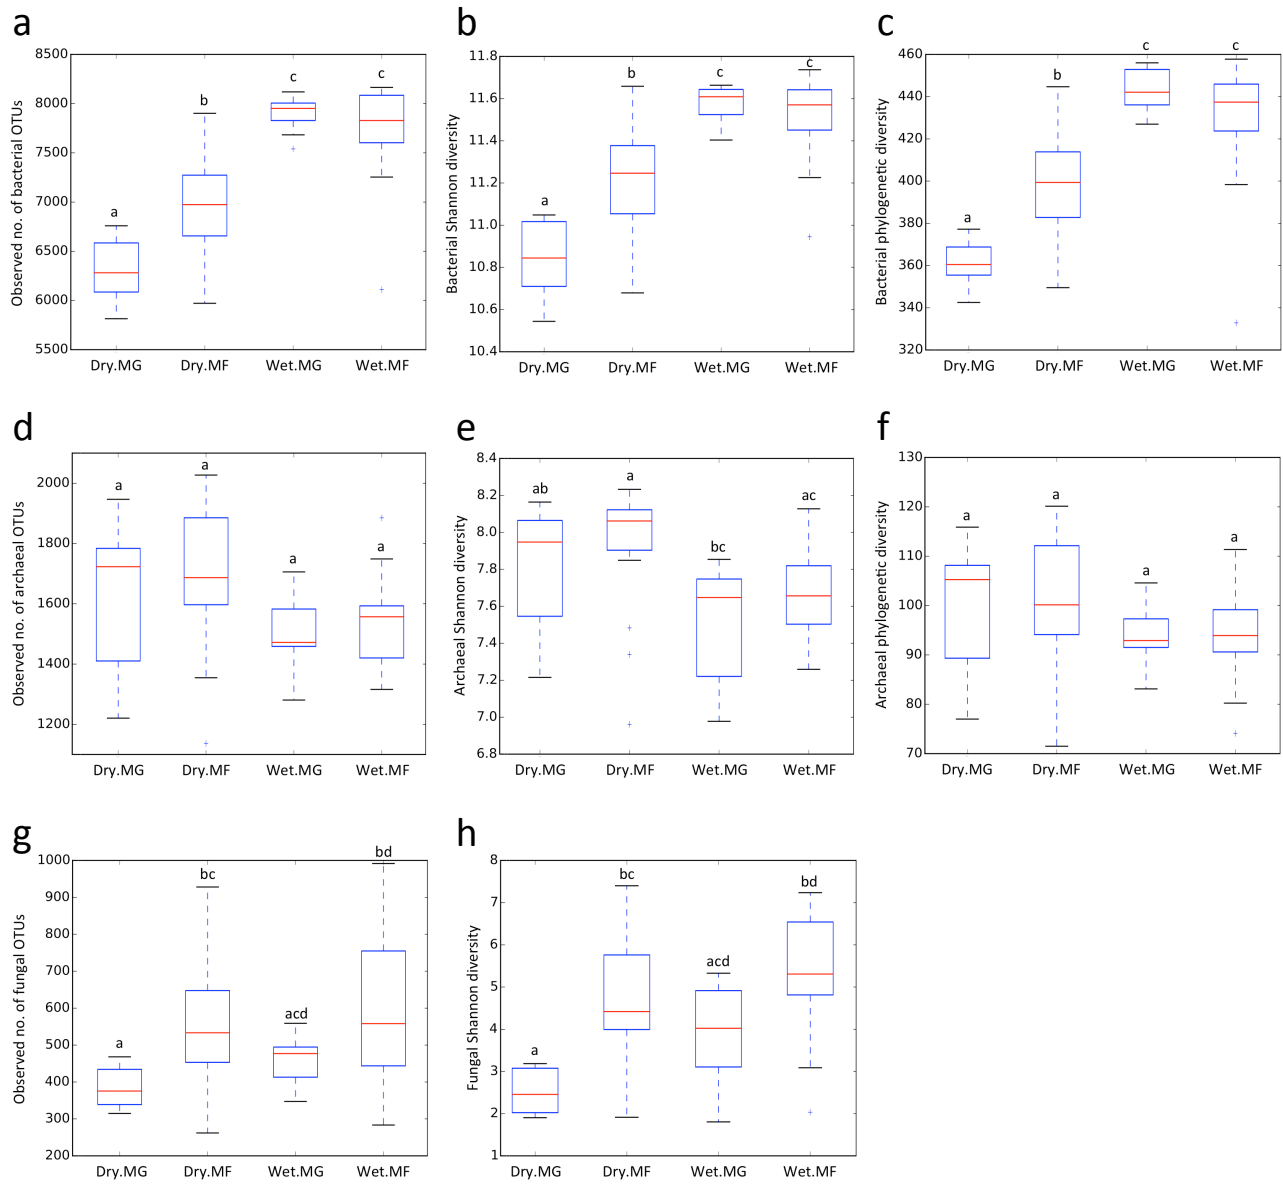 a
Observed no. of bacterial OTUs
8500
8000
7500
7000
6500
6000
5500
a
b
c
c
Dry.MG Dry.MF Wet.MG Wet.MF
b
Bacterial Shannon diversity
11.8
11.6
11.4
11.2
11.0
10.8
10.6
10.4
a
b
c
c
Dry.MG Dry.MF Wet.MG Wet.MF
c
Bacterial phylogenetic diversity
460
440
420
400
380
360
340
320
a
b
c
c
Dry.MG Dry.MF Wet.MG Wet.MF
d
Observed no. of archaeal OTUs
2000
1800
1600
1400
1200
a
a
a
a
Dry.MG Dry.MF Wet.MG Wet.MF
e
Archaeal Shannon diversity
8.4
8.2
8.0
7.8
7.6
7.4
7.2
7.0
6.8
ab
a
bc
ac
Dry.MG Dry.MF Wet.MG Wet.MF
f
Archaeal phylogenetic diversity
130
120
110
100
90
80
70
a
a
a
a
Dry.MG Dry.MF Wet.MG Wet.MF
g
Observed no. of fungal OTUs
1000
900
800
700
600
500
400
300
200
a
bc
acd
bd
Dry.MG Dry.MF Wet.MG Wet.MF
h
Fungal Shannon diversity
8
7
6
5
4
3
2
1
a
bc
acd
bd
Dry.MG Dry.MF Wet.MG Wet.MF